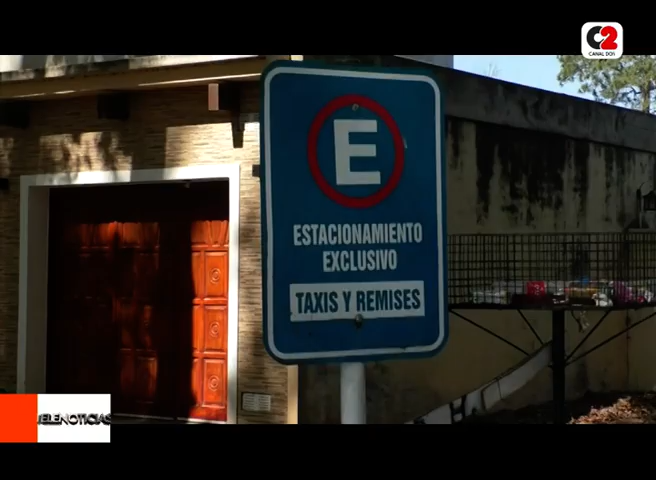 C2
CANAL DOS
E
ESTACIONAMIENTO
EXCLUSIVO
TAXIS Y REMISES
TELENOTICIAS